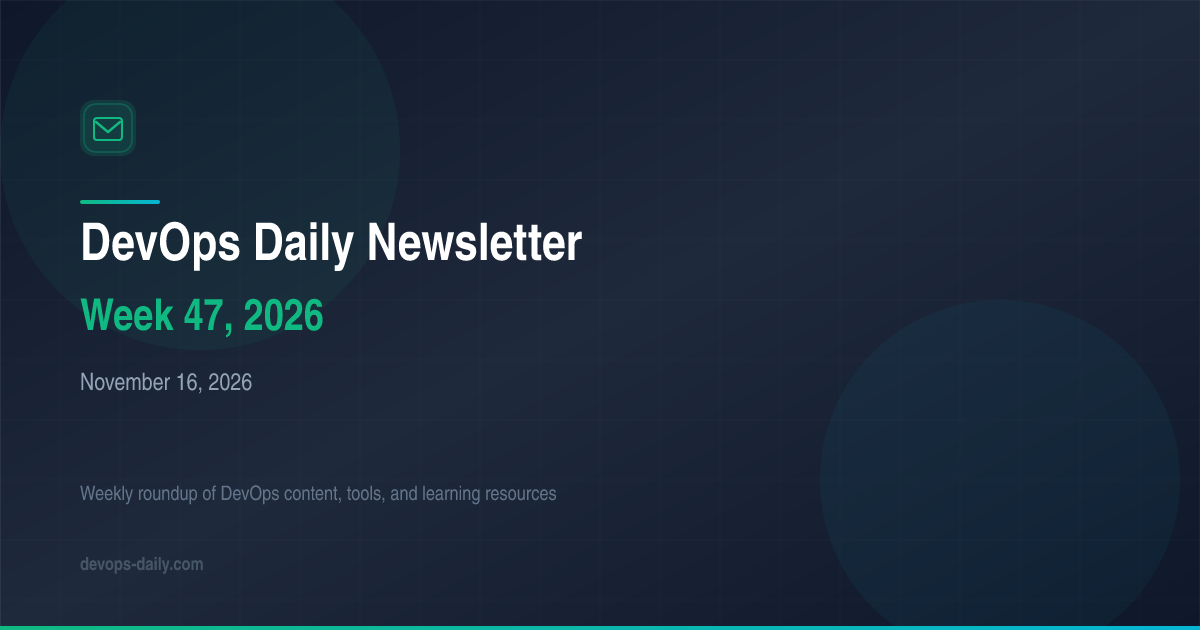 DevOps Daily Newsletter
Week 47, 2026
November 16, 2026
Weekly roundup of DevOps content, tools, and learning resources
devops-daily.com